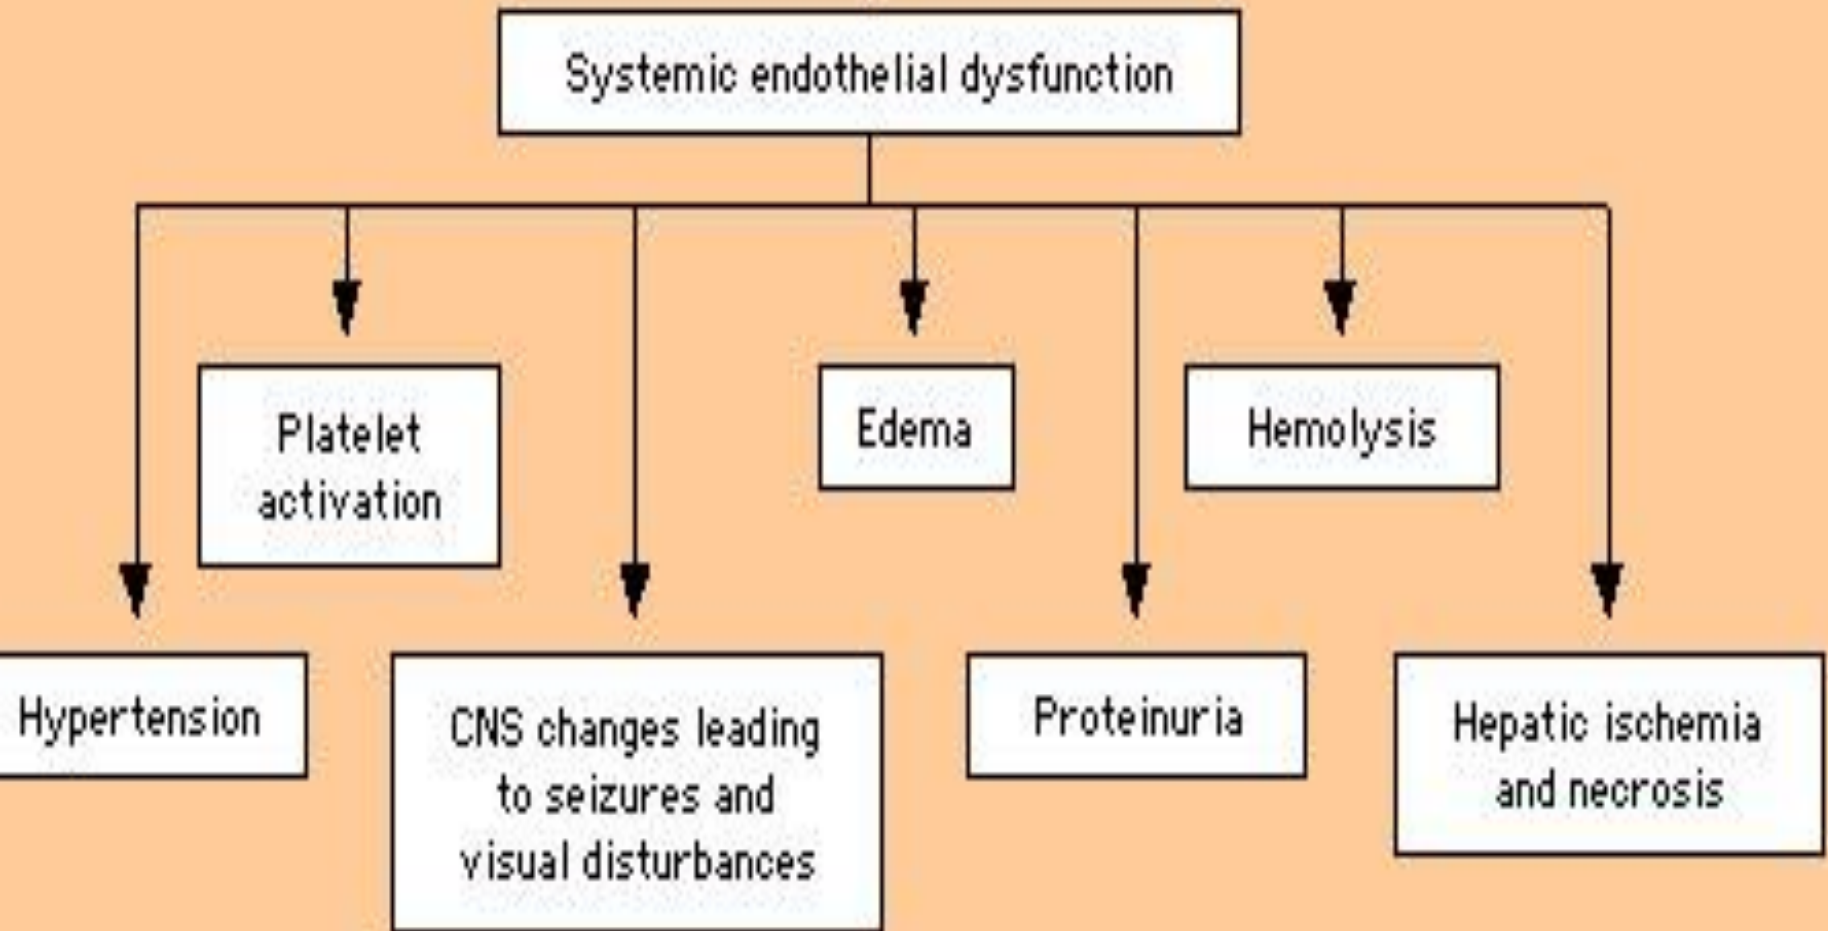 Systemic endothelial dysfunction
Platelet
activation
Edema
Hemolysis
Hypertension
CNS changes leading
to seizures and
visual disturbances
Proteinuria
Hepatic ischemia
and necrosis